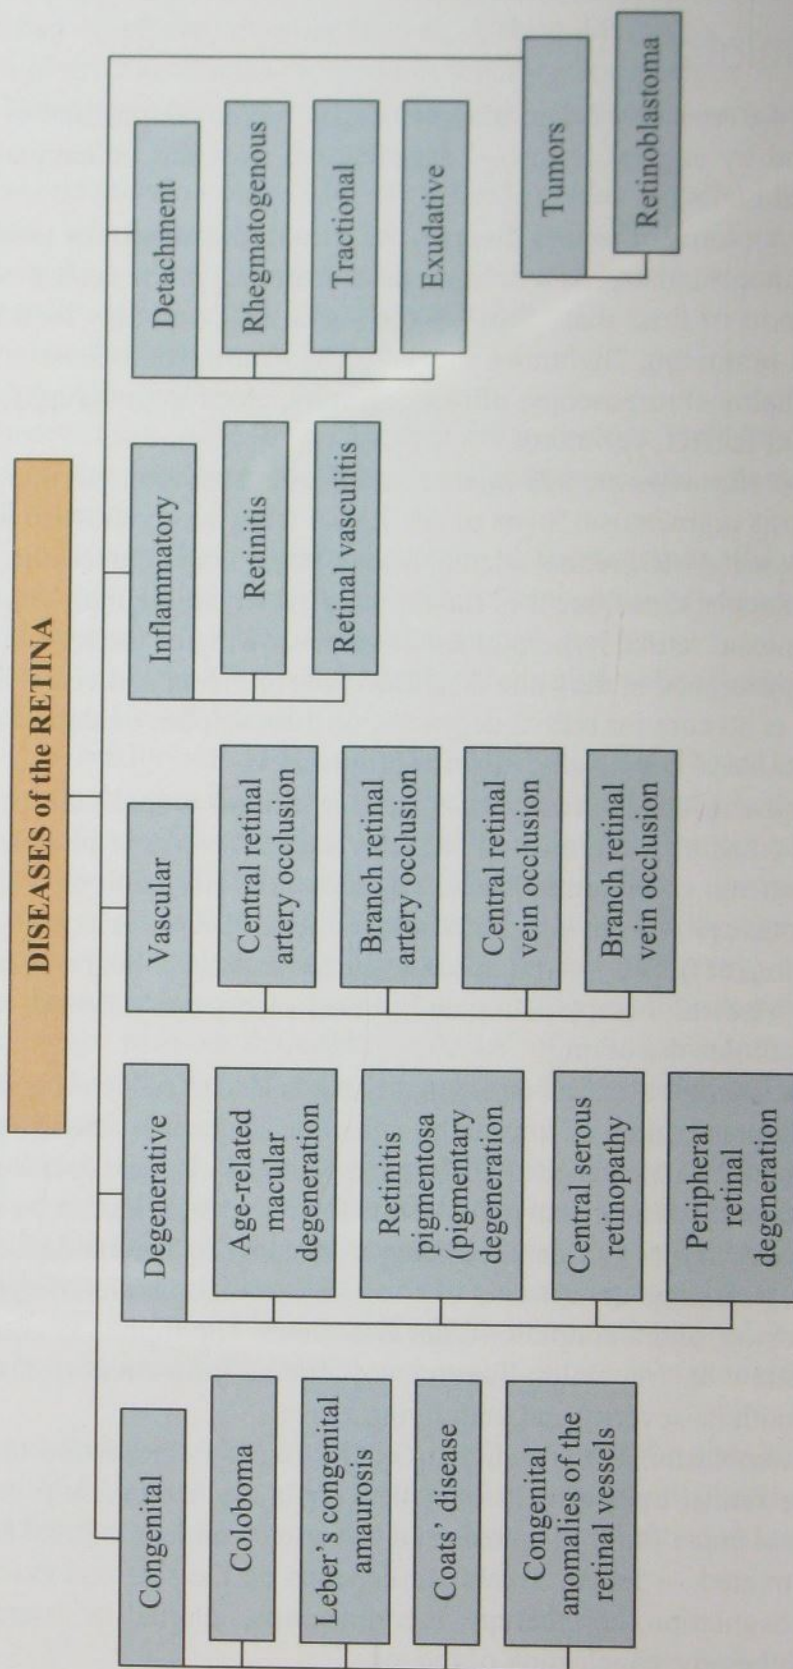 DISEASES of the RETINA
Congenital
Coloboma
Leber's congenital
amaurosis
Coats' disease
Congenital
anomalies of the
retinal vessels
Degenerative
Age-related
macular
degeneration
Retinitis
pigmentosa
(pigmentary
degeneration
Central serous
retinopathy
Peripheral
retinal
degeneration
Vascular
Central retinal
artery occlusion
Branch retinal
artery occlusion
Central retinal
vein occlusion
Branch retinal
vein occlusion
Inflammatory
Retinitis
Retinal vasculitis
Detachment
Rhegmatogenous
Tractional
Exudative
Tumors
Retinoblastoma